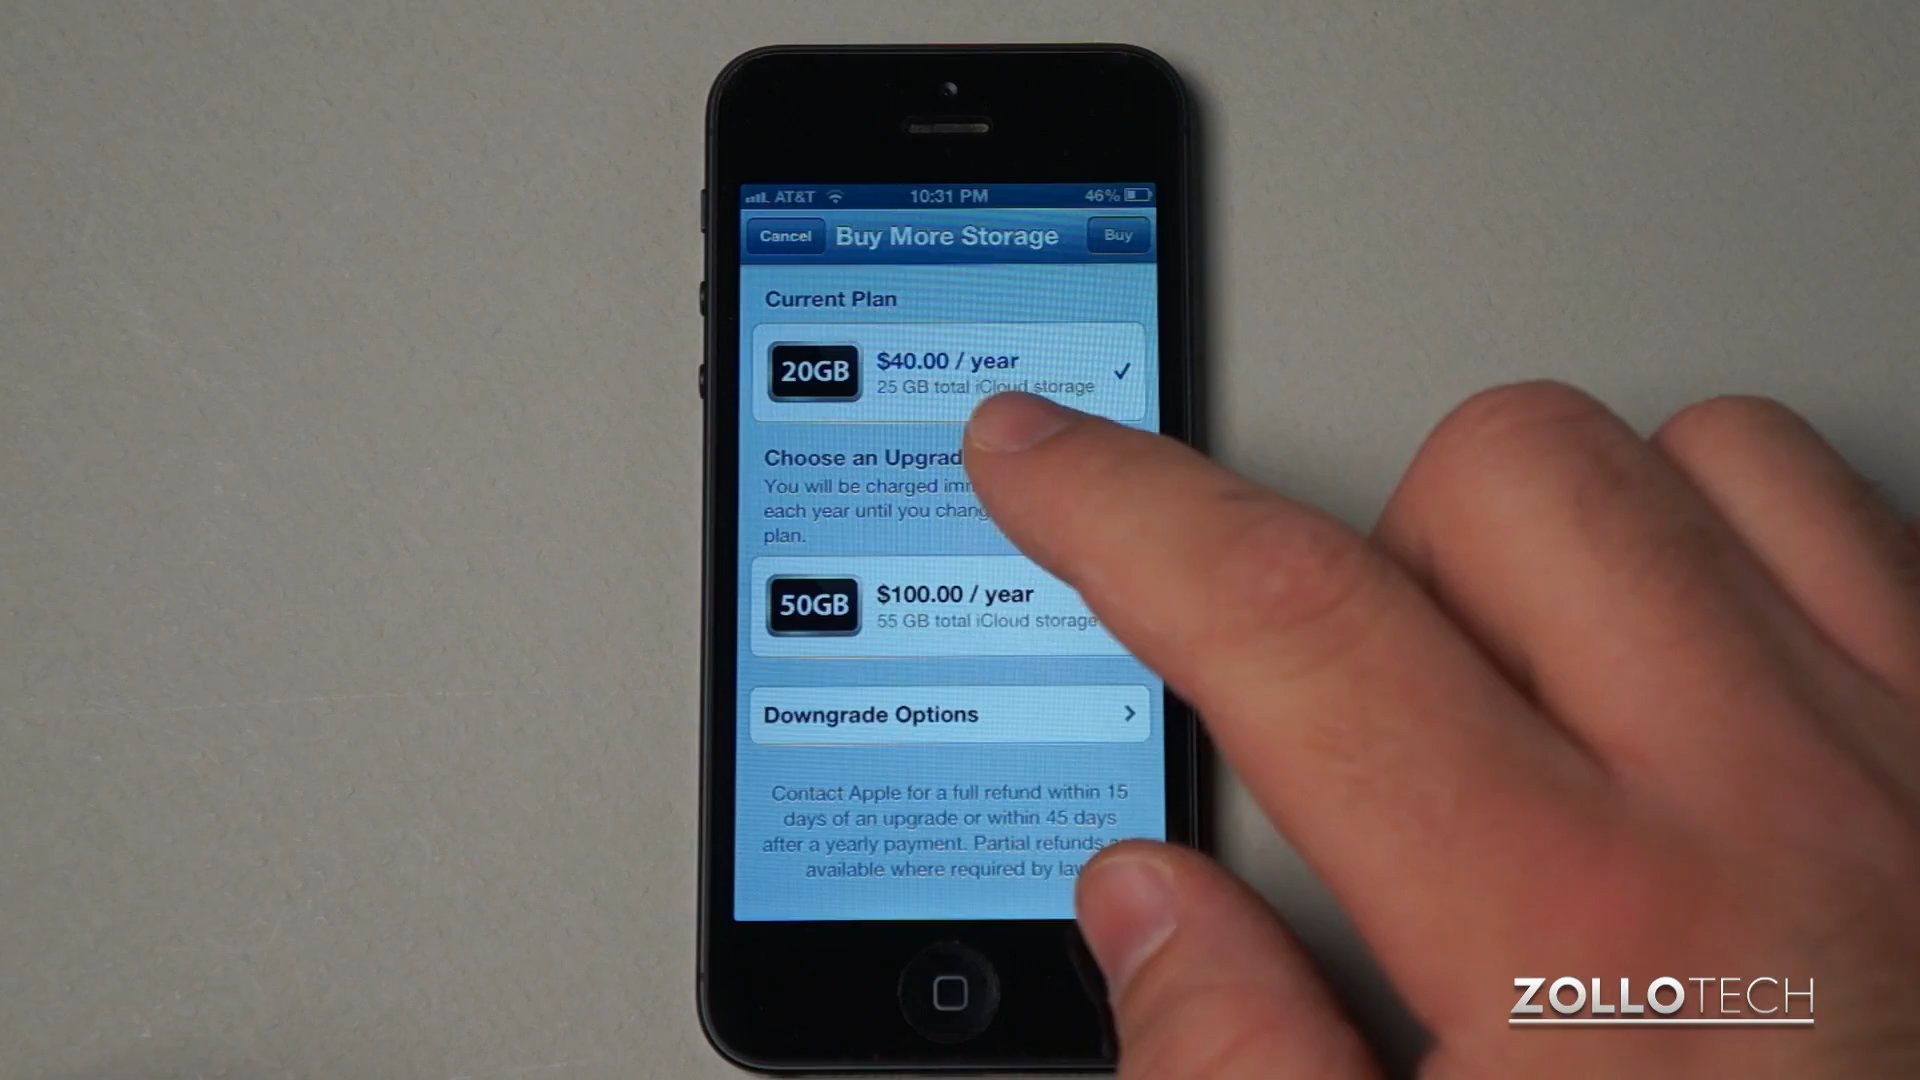 AT&T 10:31 PM 46%
Cancel Buy More Storage Buy
Current Plan
20GB $40.00 / year
25 GB total iCloud storage
Choose an Upgrad
You will be charged
each year until you
plan.
50GB $100.00 / year
55 GB total iCloud storage
Downgrade Options
Contact Apple for a full refund within 15
days of an upgrade or within 45 days
after a yearly payment. Partial refunds
available where required by law
ZOLLOTECH